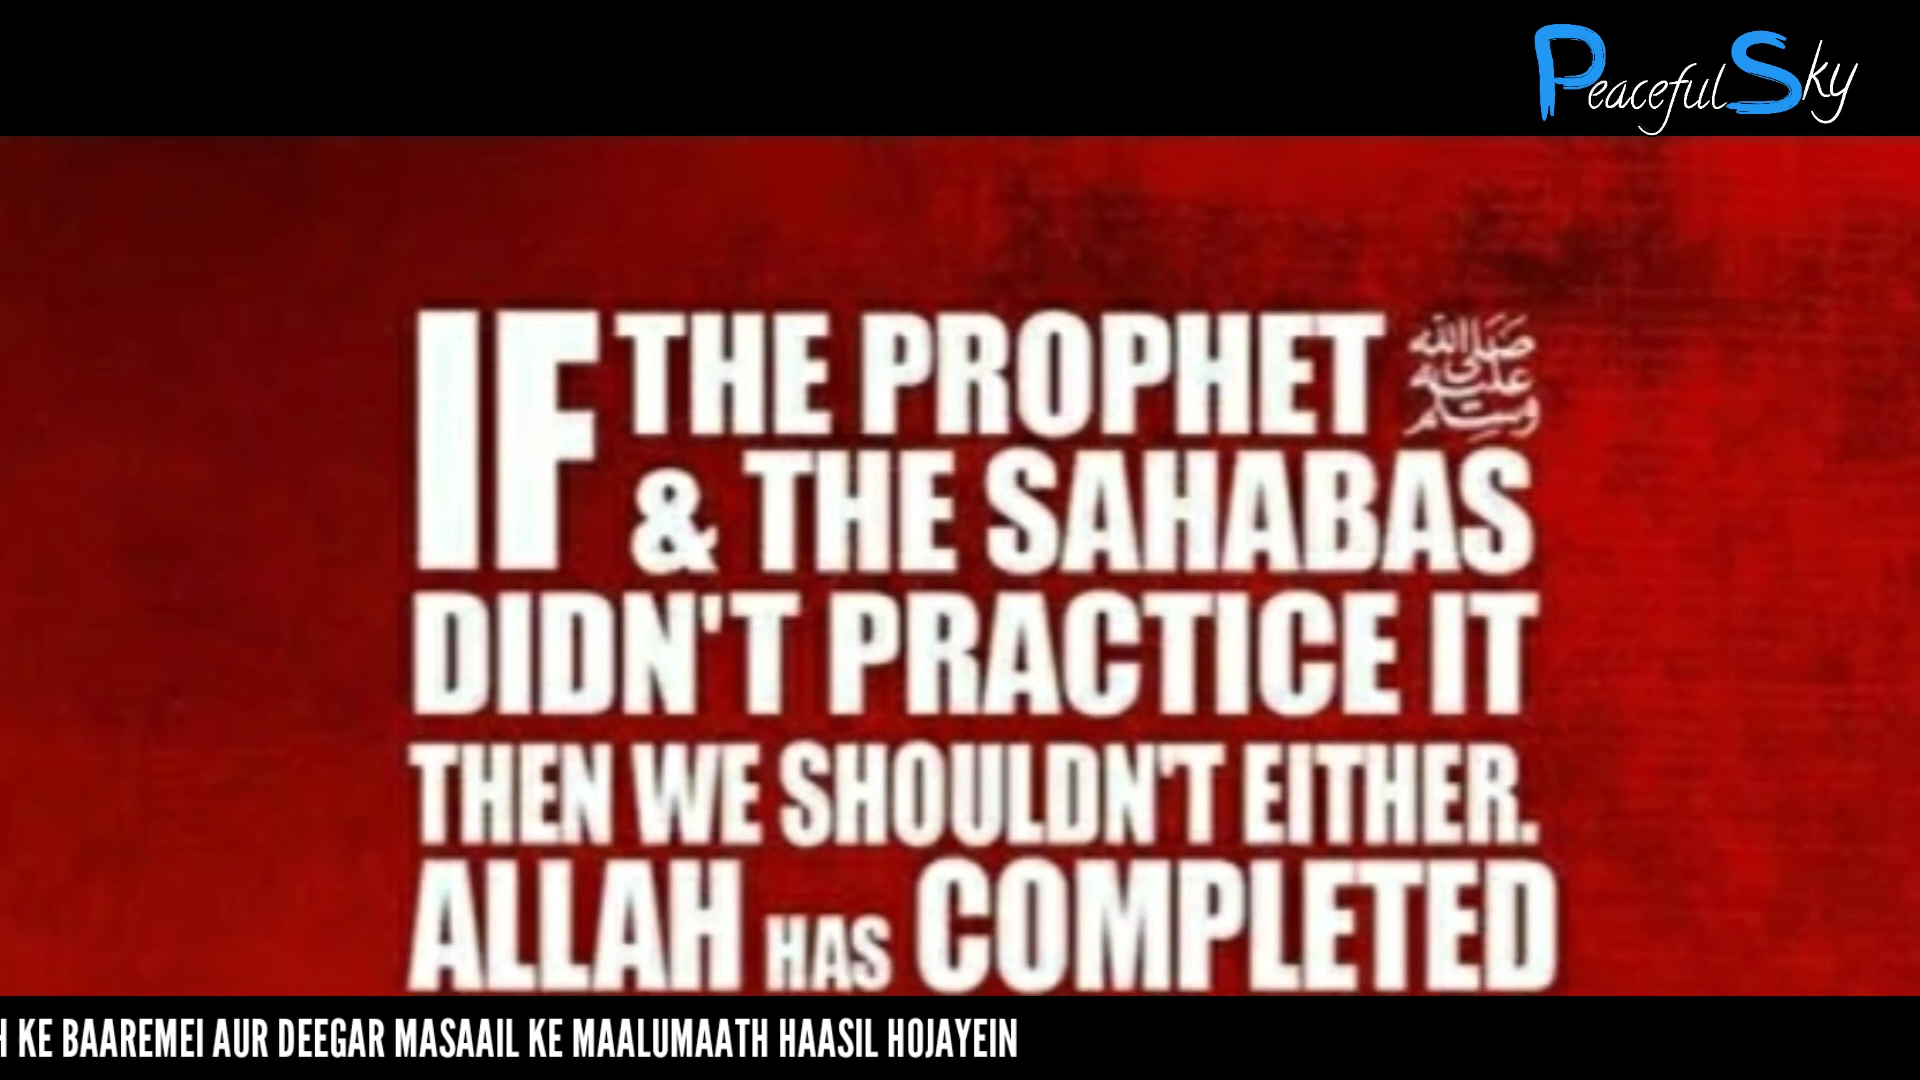 PeacefulSky
IF THE PROPHET صلى الله عليه وسلم
& THE SAHABAS
DIDN'T PRACTICE IT
THEN WE SHOULDN'T EITHER.
ALLAH HAS COMPLETED
KE BAAREMEI AUR DEEGAR MASAAIL KE MAALUMAATH HAASIL HOJAYEIN